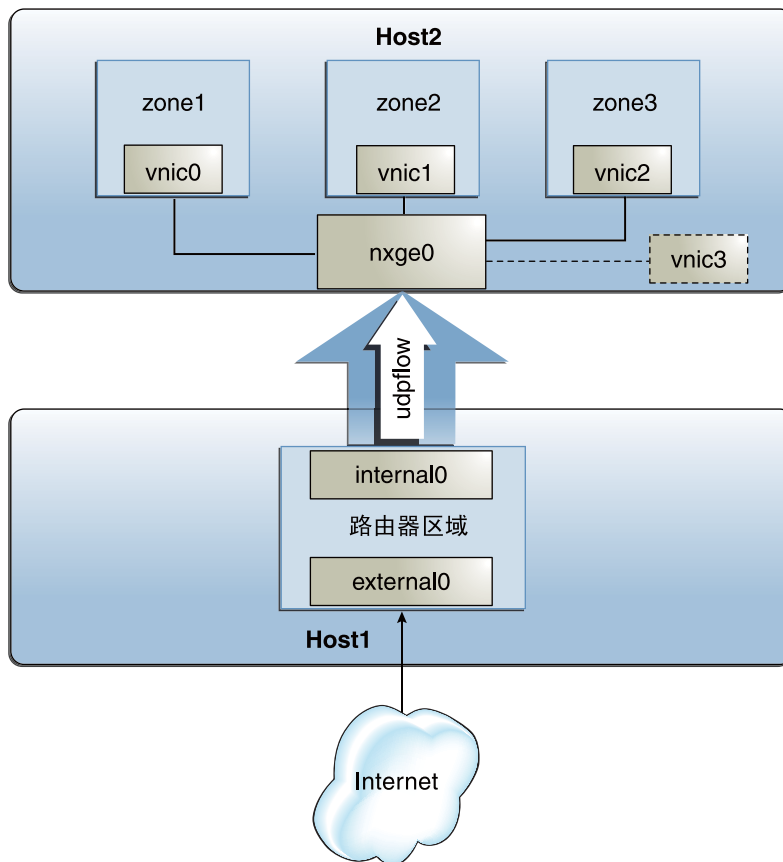 Host2
zone1
zone2
zone3
vnic0
vnic1
vnic2
nxge0
vnic3
udpflow
internal0
路由器区域
external0
Host1
Internet